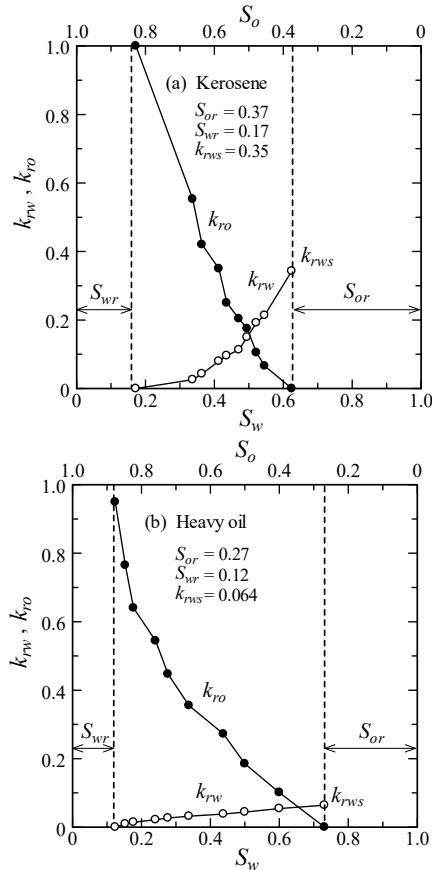 S_o
1.0 0.8 0.6 0.4 0.2 0
1.0
(a) Kerosene
S_or = 0.37
0.8
S_wr = 0.17
k_rws = 0.35
0.6
k_rw , k_ro
k_ro
0.4
k_rws
k_rw
S_wr
S_or
0.2
0
0.2 0.4 0.6 0.8 1.0
S_w
S_o
1.0 0.8 0.6 0.4 0.2 0
1.0
(b) Heavy oil
S_or = 0.27
0.8
S_wr = 0.12
k_rws = 0.064
0.6
k_rw , k_ro
k_ro
0.4
S_wr
S_or
0.2
k_rw
k_rws
0
0.2 0.4 0.6 0.8 1.0
S_w